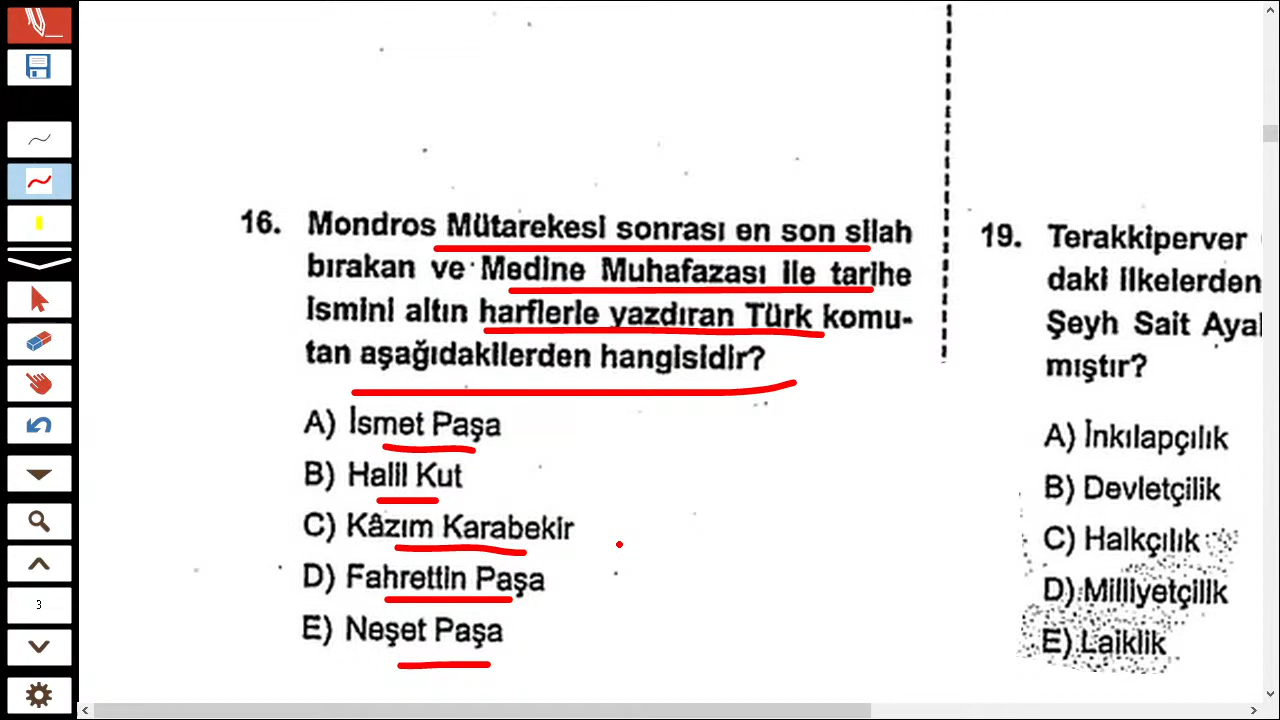 16. Mondros Mütarekesi sonrası en son silah
bırakan ve Medine Muhafazası ile tarihe
ismini altın harflerle yazdıran Türk komu-
tan aşağıdakilerden hangisidir?
A) İsmet Paşa
B) Halil Kut
C) Kâzım Karabekir
D) Fahrettin Paşa
E) Neşet Paşa
19. Terakkiperver
daki ilkelerden
Şeyh Sait Aya
mıştır?
A) İnkılapçılık
B) Devletçilik
C) Halkçılık
D) Milliyetçilik
E) Laiklik
3